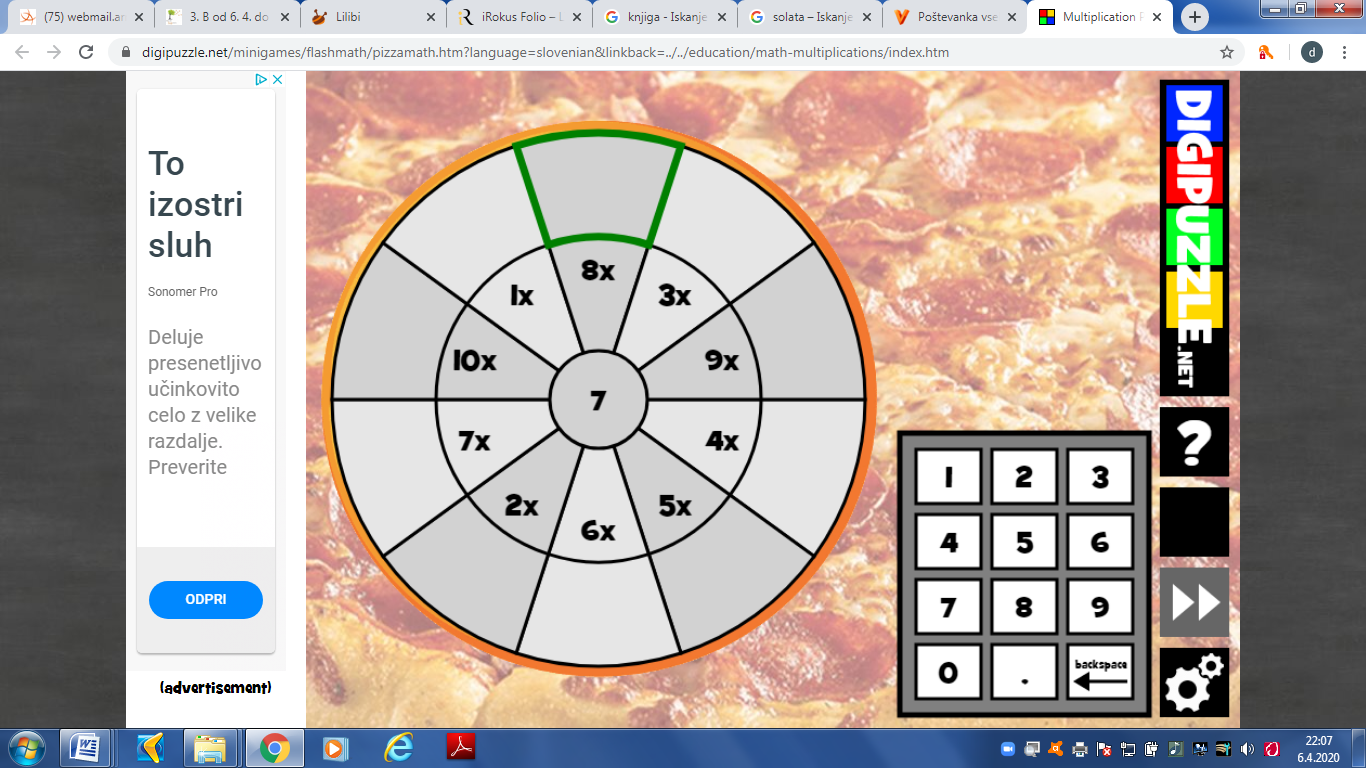 (75) webmail.ar
3. B od 6. 4. do
Lilibi
iRokus Folio – L
knjiga - Iskanje
solata – Iskanje
Poštevanka vse
Multiplication P
d
digipuzzle.net/minigames/flashmath/pizzamath.htm?language=slovenian&linkback=../../education/math-multiplications/index.htm
To
izostri
sluh
Sonomer Pro
Deluje
presenetljivo
učinkovito
celo z velike
razdalje.
Preverite
ODPRI
(advertisement)
8x
1x
3x
10x
9x
7
7x
4x
2x
5x
6x
DIGIPUZZLE.NET
?
1 2 3
4 5 6
7 8 9
0 . backspace
22:07
6.4.2020